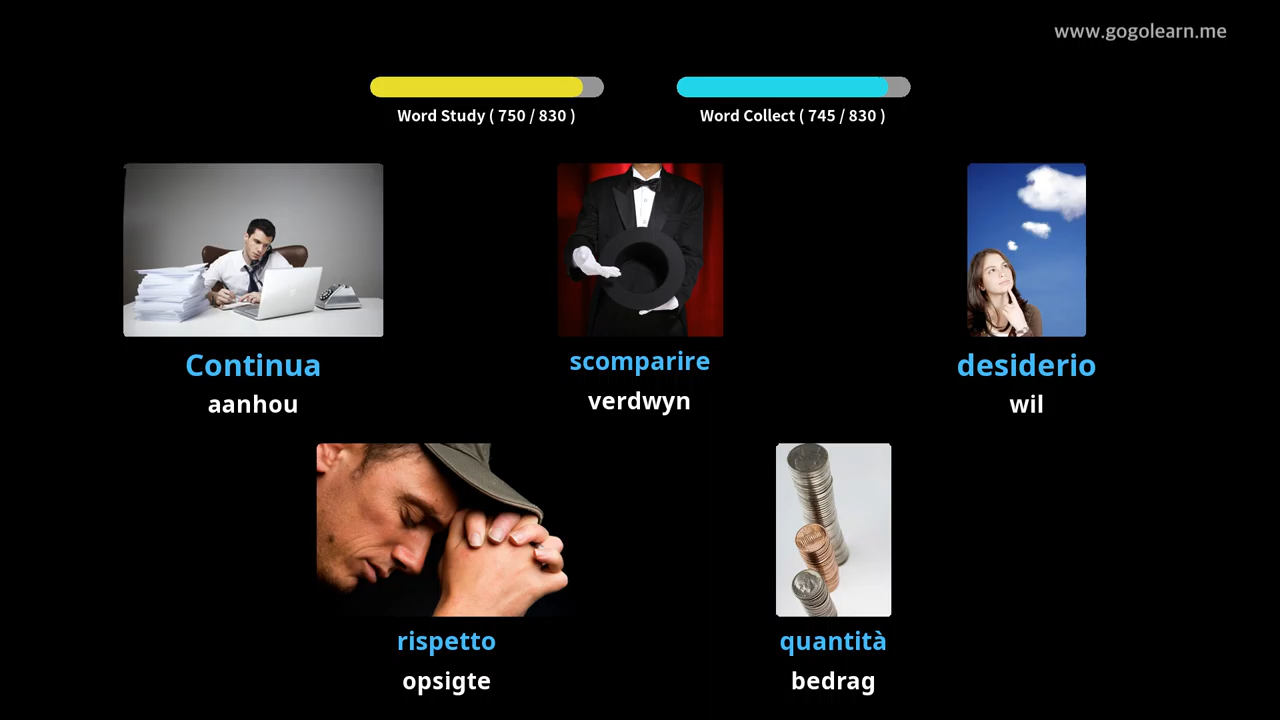 www.gogolearn.me
Word Study ( 750 / 830 )
Word Collect ( 745 / 830 )
Continua
aanhou
scomparire
verdwyn
desiderio
wil
rispetto
opsigte
quantità
bedrag